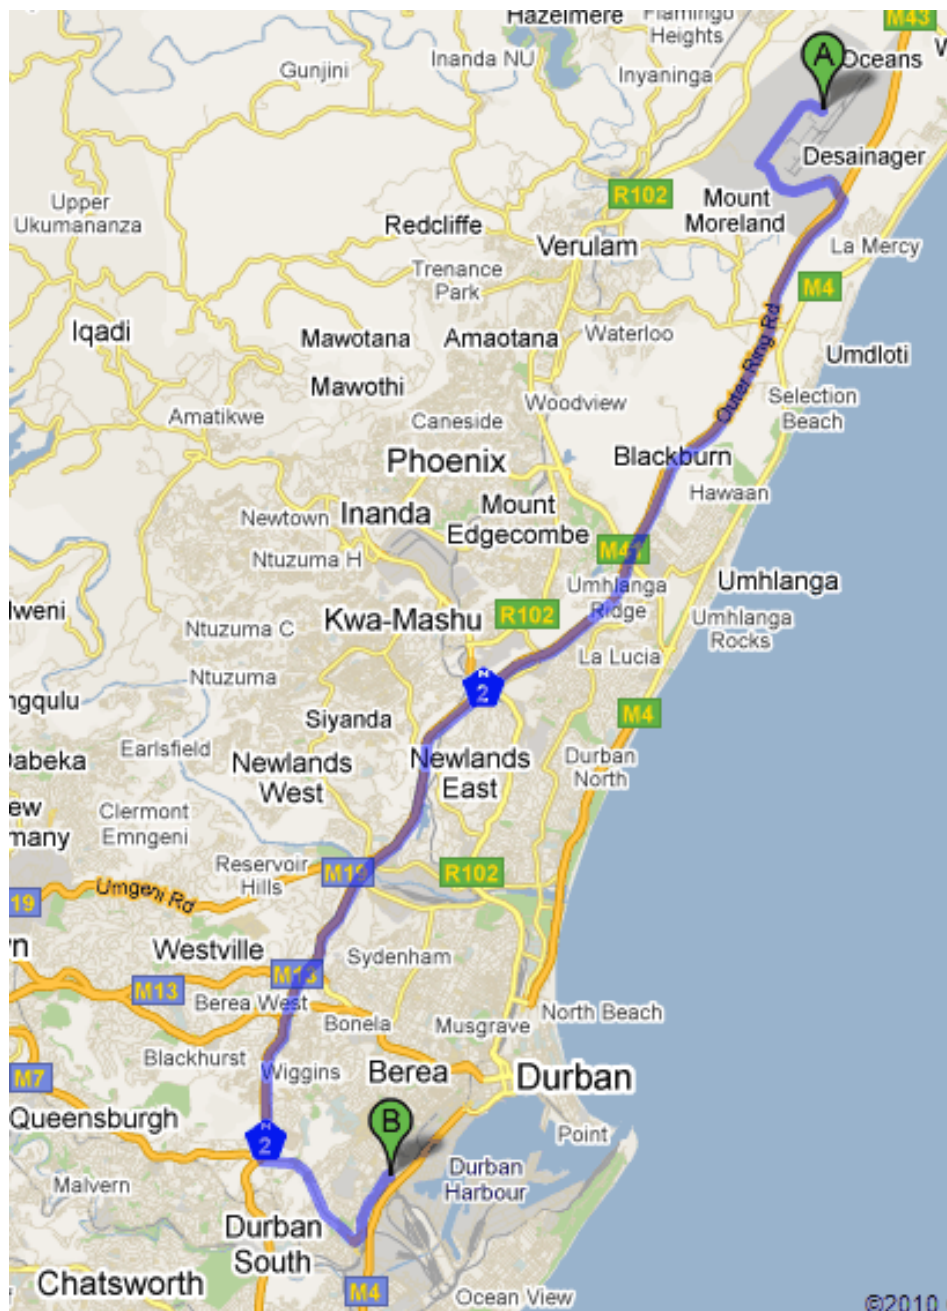 Hazelmere
Flamingo
Heights
M43
Inanda NU
Gunjini
Inyaninga
A
Oceans
Desainager
R102
Upper
Ukumananza
Mount
Moreland
Redcliffe
Verulam
La Mercy
Trenance
Park
M4
Iqadi
Mawotana
Amaotana
Waterloo
Outer Ring Rd
Umdloti
Mawothi
Woodview
Selection
Beach
Amatikwe
Caneside
Phoenix
Blackburn
Hawaan
Newtown
Inanda
Mount
Edgecombe
Ntuzuma H
M41
Umhlanga
Ridge
Umhlanga
Kwa-Mashu
R102
Umhlanga
Rocks
Ntuzuma C
La Lucia
Ntuzuma
N
2
M4
Siyanda
Earlsfield
Newlands
West
Newlands
East
Durban
North
Clermont
Emngeni
Reservoir
Hills
M19
R102
19
Umgeni Rd
Westville
Sydenham
M13
M13
Berea West
Bonela
Musgrave
North Beach
Blackhurst
Wiggins
Berea
Durban
M7
Queensburgh
N
2
B
Point
Malvern
Durban
Harbour
Durban
South
Chatsworth
M4
Ocean View
©2010